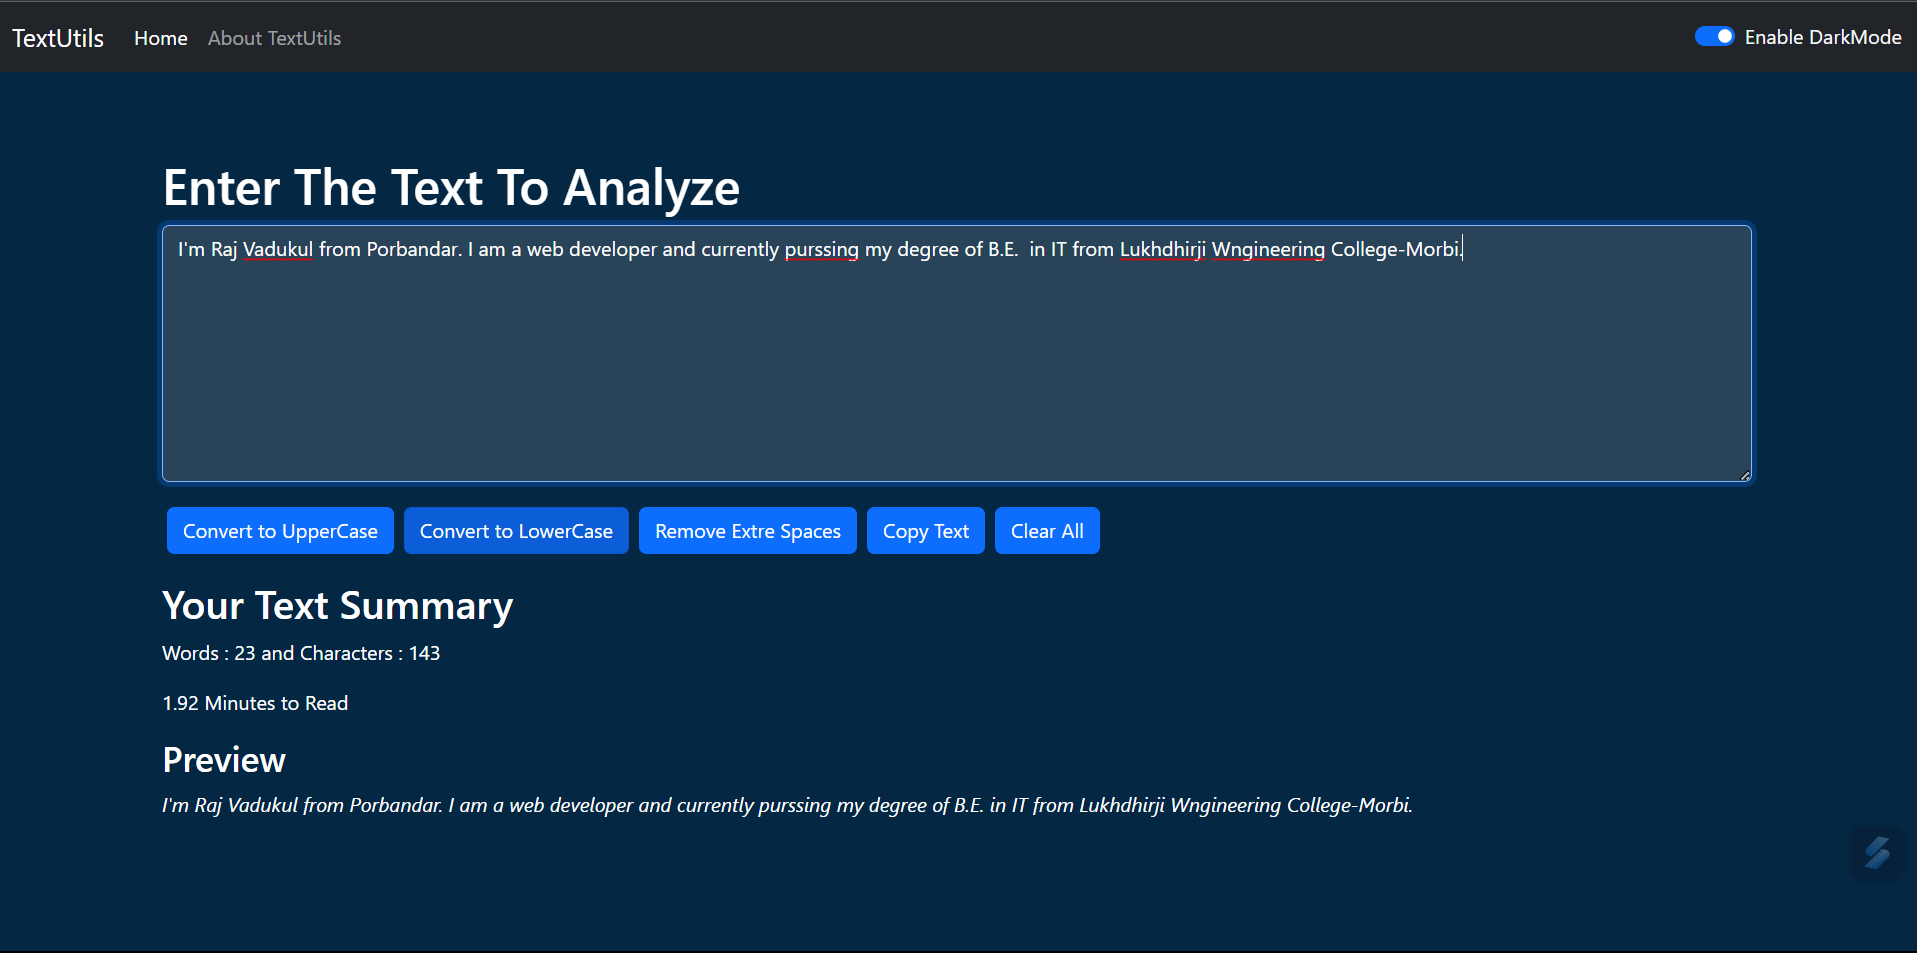 TextUtils Home About TextUtils Enable DarkMode
Enter The Text To Analyze
I'm Raj Vadukul from Porbandar. I am a web developer and currently purssing my degree of B.E.  in IT from Lukhdhirji Wngineering College-Morbi.
Convert to UpperCase Convert to LowerCase Remove Extre Spaces Copy Text Clear All
Your Text Summary
Words : 23 and Characters : 143
1.92 Minutes to Read
Preview
I'm Raj Vadukul from Porbandar. I am a web developer and currently purssing my degree of B.E. in IT from Lukhdhirji Wngineering College-Morbi.